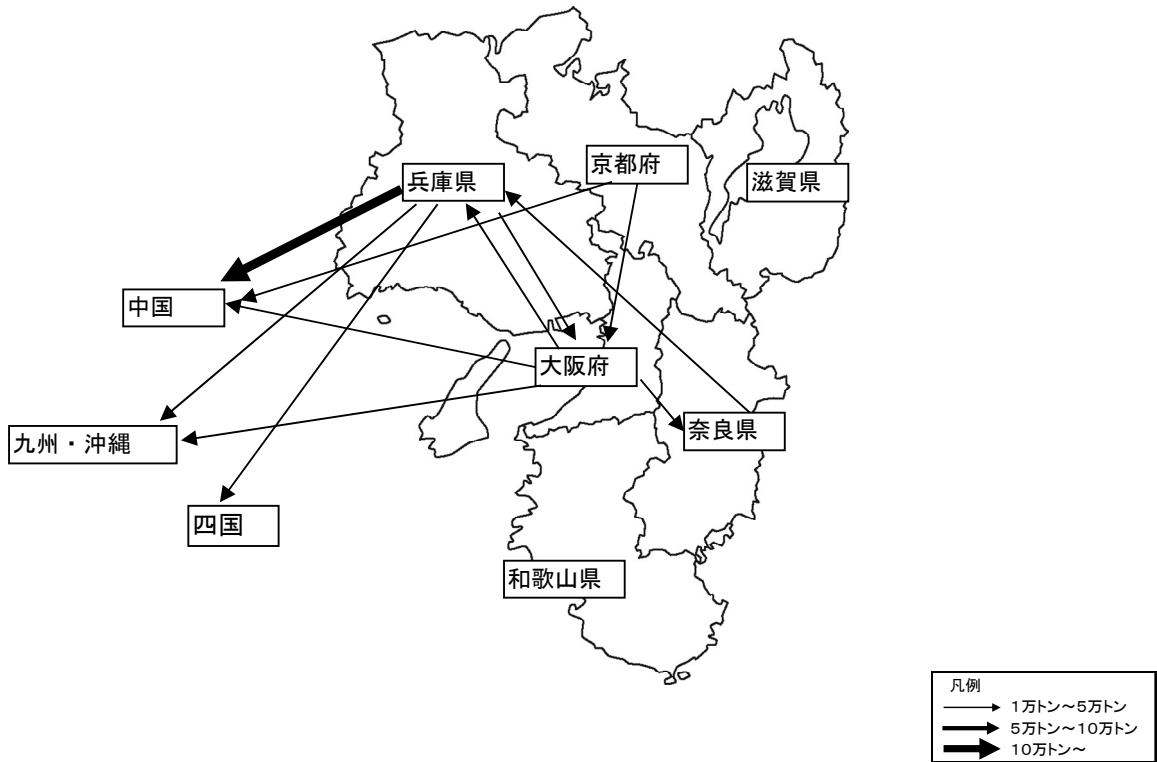 京都府
兵庫県
滋賀県
中国
大阪府
奈良県
九州・沖縄
四国
和歌山県
凡例
1万トン~5万トン
5万トン~10万トン
10万トン~